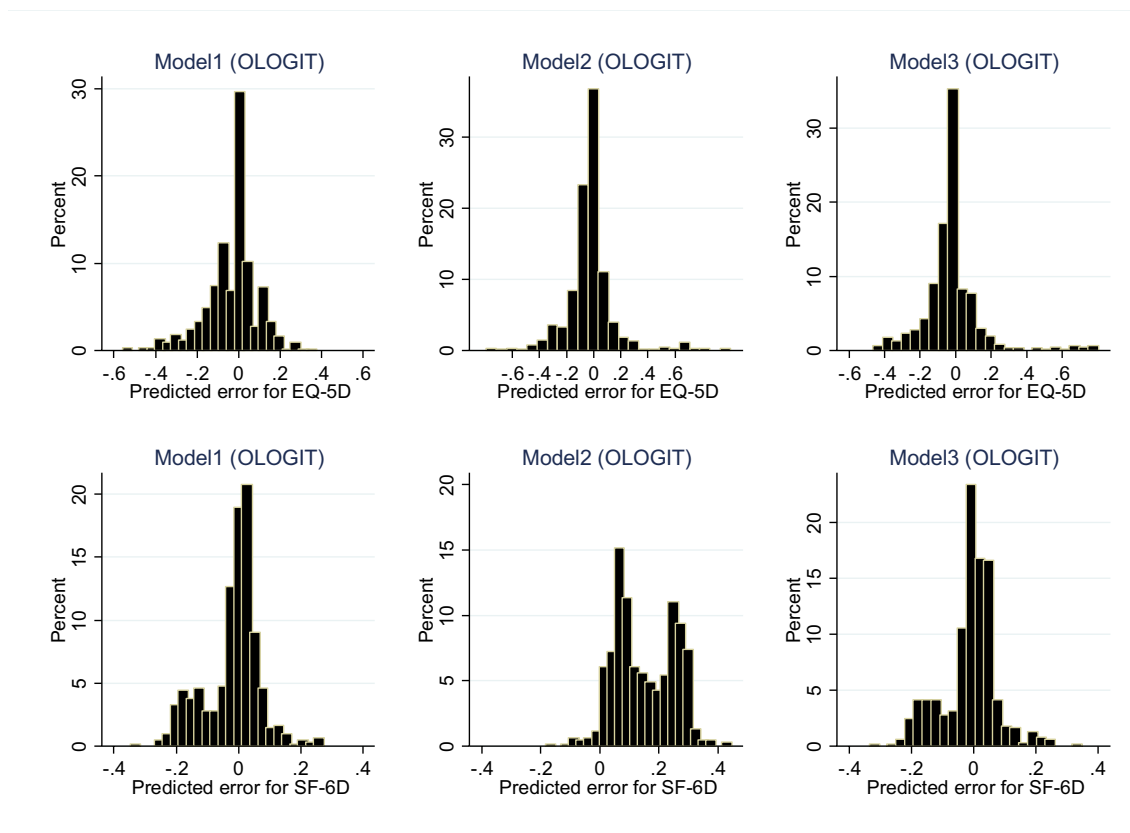 Model1 (OLOGIT)
Percent
30
20
10
0
-.6 -.4 -.2 0 .2 .4 .6
Predicted error for EQ-5D
Model2 (OLOGIT)
Percent
30
20
10
0
-.6 -.4 -.2 0 .2 .4 .6
Predicted error for EQ-5D
Model3 (OLOGIT)
Percent
30
20
10
0
-.6 -.4 -.2 0 .2 .4 .6
Predicted error for EQ-5D
Model1 (OLOGIT)
Percent
20
15
10
5
0
-.4 -.2 0 .2 .4
Predicted error for SF-6D
Model2 (OLOGIT)
Percent
20
15
10
5
0
-.4 -.2 0 .2 .4
Predicted error for SF-6D
Model3 (OLOGIT)
Percent
20
15
10
5
0
-.4 -.2 0 .2 .4
Predicted error for SF-6D